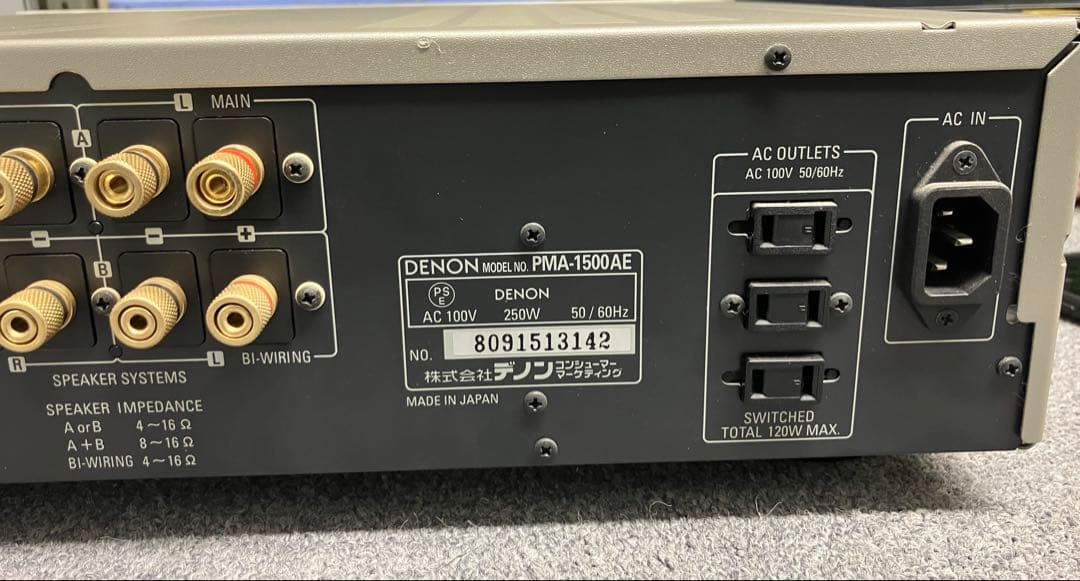 L MAIN
A
- - +
B
R L BI-WIRING
SPEAKER SYSTEMS
SPEAKER IMPEDANCE
A or B 4~16Ω
A+B 8~16Ω
BI-WIRING 4~16Ω
DENON MODEL NO. PMA-1500AE
PS
E
DENON
AC 100V 250W 50/60Hz
NO. 8091513142
株式会社デノン コンシューマー
マーケティング
MADE IN JAPAN
AC OUTLETS
AC 100V 50/60Hz
SWITCHED
TOTAL 120W MAX.
AC IN